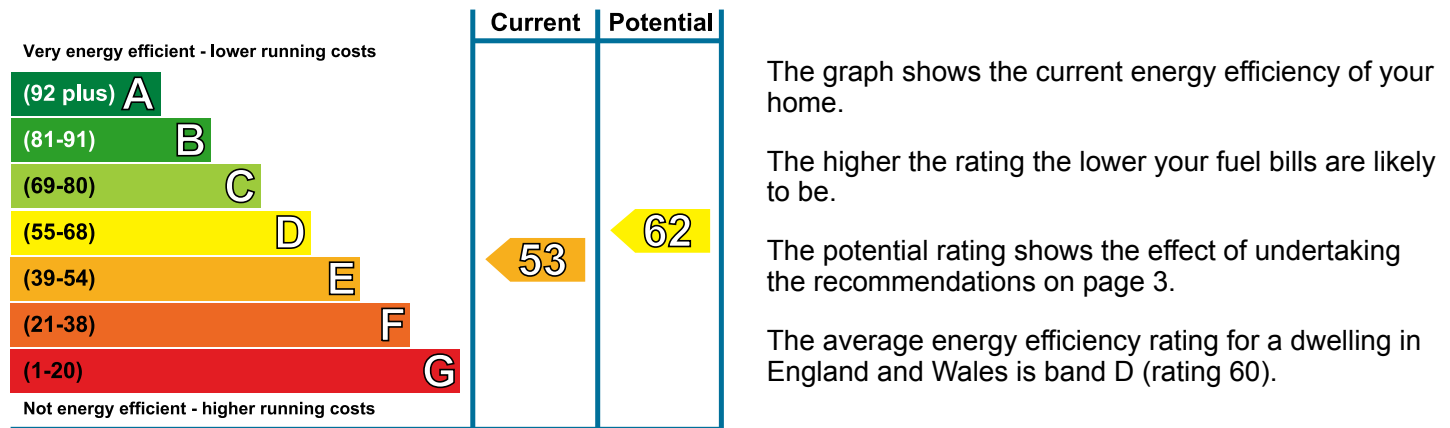 Current Potential
Very energy efficient - lower running costs
(92 plus) A
(81-91) B
(69-80) C
(55-68) D
(39-54) E
(21-38) F
(1-20) G
Not energy efficient - higher running costs
53
62
The graph shows the current energy efficiency of your
home.
The higher the rating the lower your fuel bills are likely
to be.
The potential rating shows the effect of undertaking
the recommendations on page 3.
The average energy efficiency rating for a dwelling in
England and Wales is band D (rating 60).